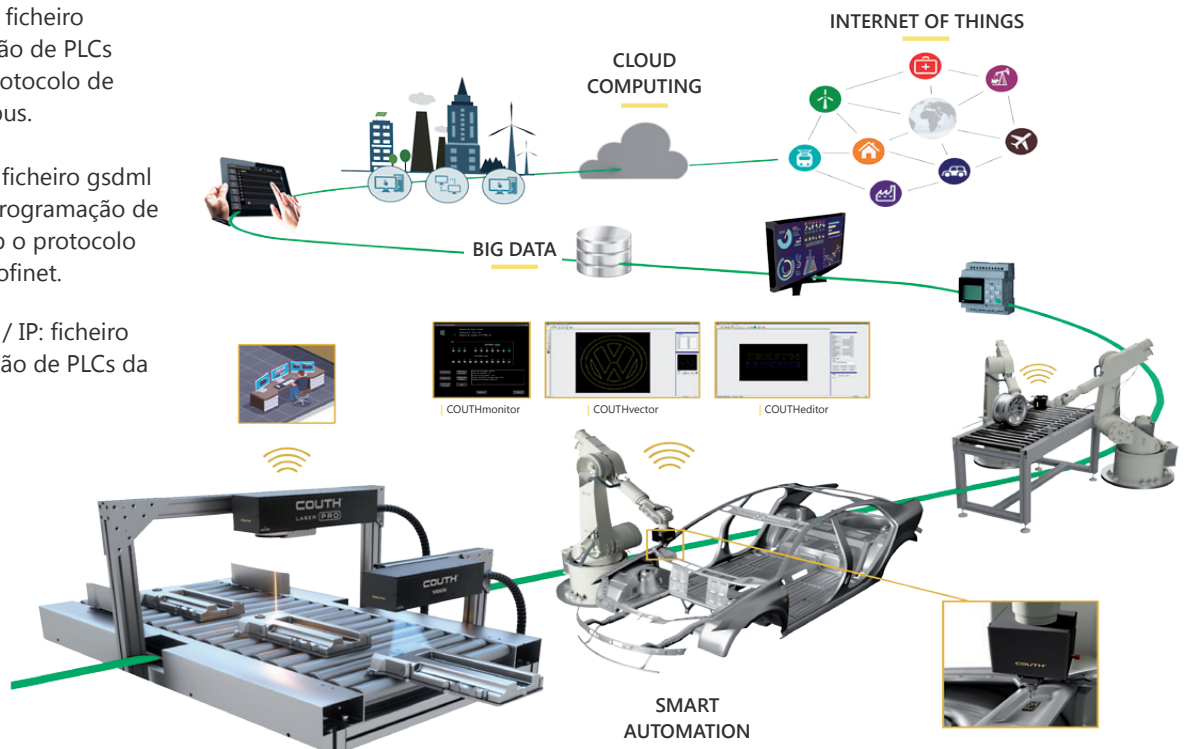 ficheiro
ão de PLCs
otocolo de
ous.
ficheiro gsdml
rogramação de
o o protocolo
ofinet.
/ IP: ficheiro
ão de PLCs da
INTERNET OF THINGS
CLOUD
COMPUTING
BIG DATA
COUTHmonitor
COUTHvector
COUTHeditor
COUTH
LASER PRO
COUTH
VISION
COUTH
SMART
AUTOMATION